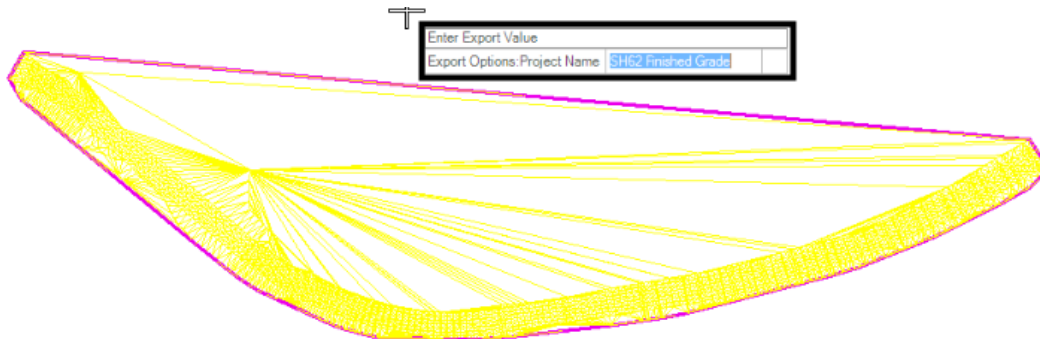 Enter Export Value
Export Options:Project Name SH62 Finished Grade